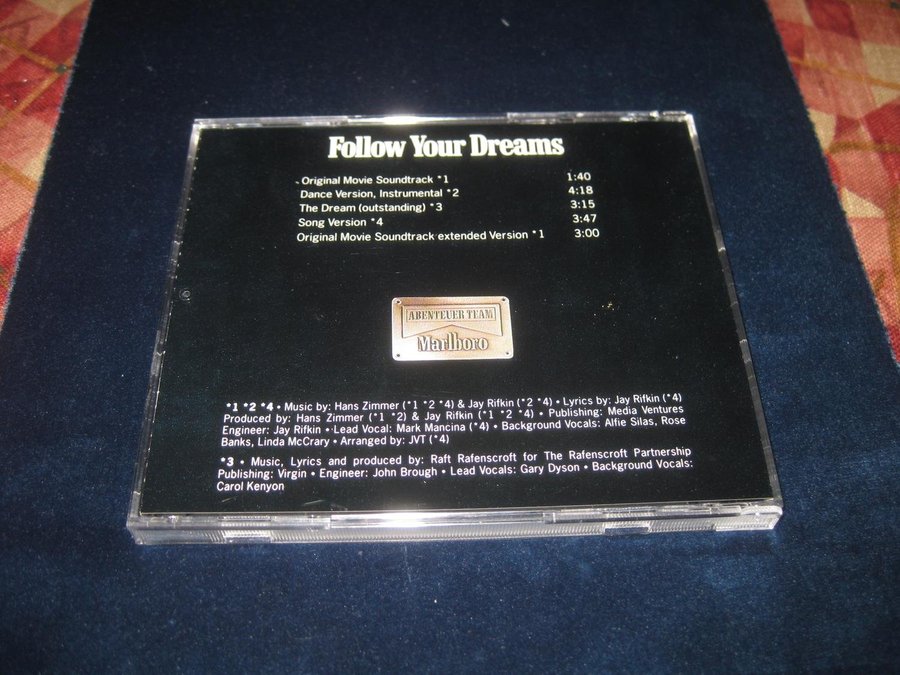 Follow Your Dreams
Original Movie Soundtrack *1 1:40
Dance Version, Instrumental *2 4:18
The Dream (outstanding) *3 3:15
Song Version *4 3:47
Original Movie Soundtrack extended Version *1 3:00
ABENTEUER TEAM
Marlboro
*1 *2 *4 • Music by: Hans Zimmer (*1 *2 *4) & Jay Rifkin (*2 *4) • Lyrics by: Jay Rifkin (*4)
Produced by: Hans Zimmer (*1 *2) & Jay Rifkin (*1 *2 *4) • Publishing: Media Ventures
Engineer: Jay Rifkin • Lead Vocal: Mark Mancina (*4) • Background Vocals: Alfie Silas, Rose
Banks, Linda McCrary • Arranged by: JVT (*4)
*3 • Music, Lyrics and produced by: Raft Rafenscroft for The Rafenscroft Partnership
Publishing: Virgin • Engineer: John Brough • Lead Vocals: Gary Dyson • Background Vocals:
Carol Kenyon